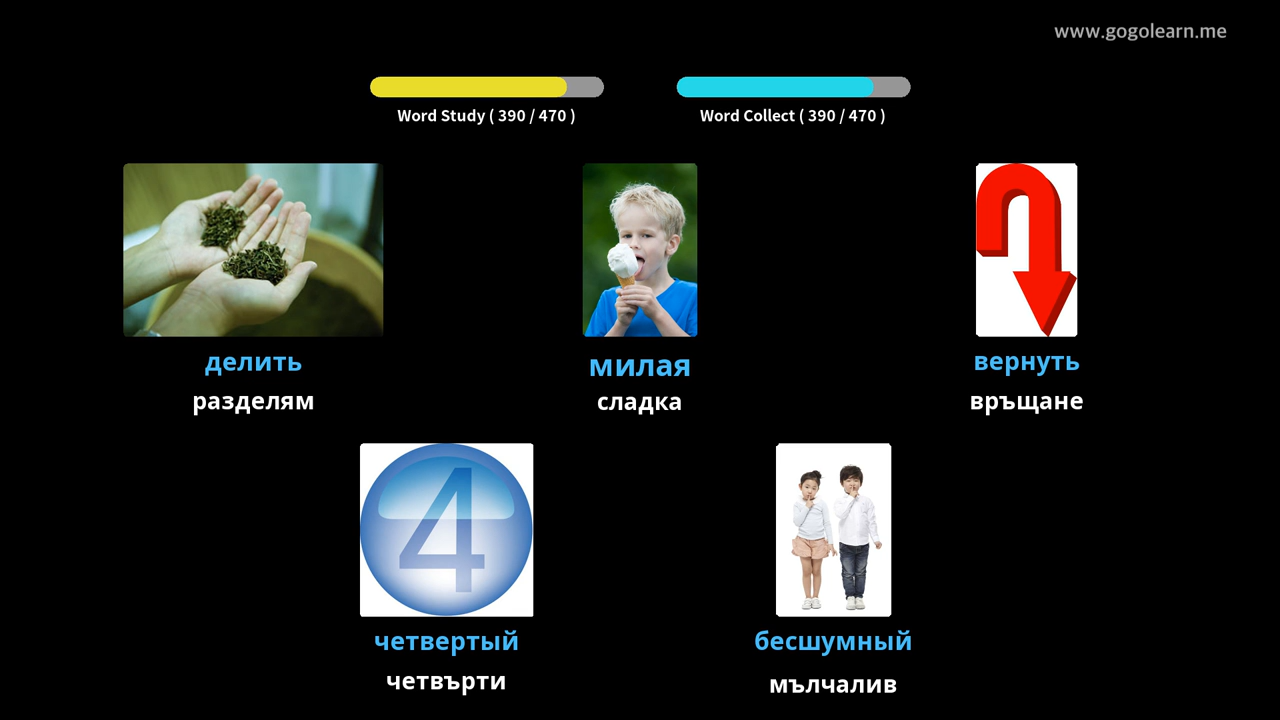 www.gogolearn.me
Word Study ( 390 / 470 )
Word Collect ( 390 / 470 )
делить
разделям
милая
сладка
вернуть
връщане
4
четвертый
четвърти
бесшумный
мълчалив